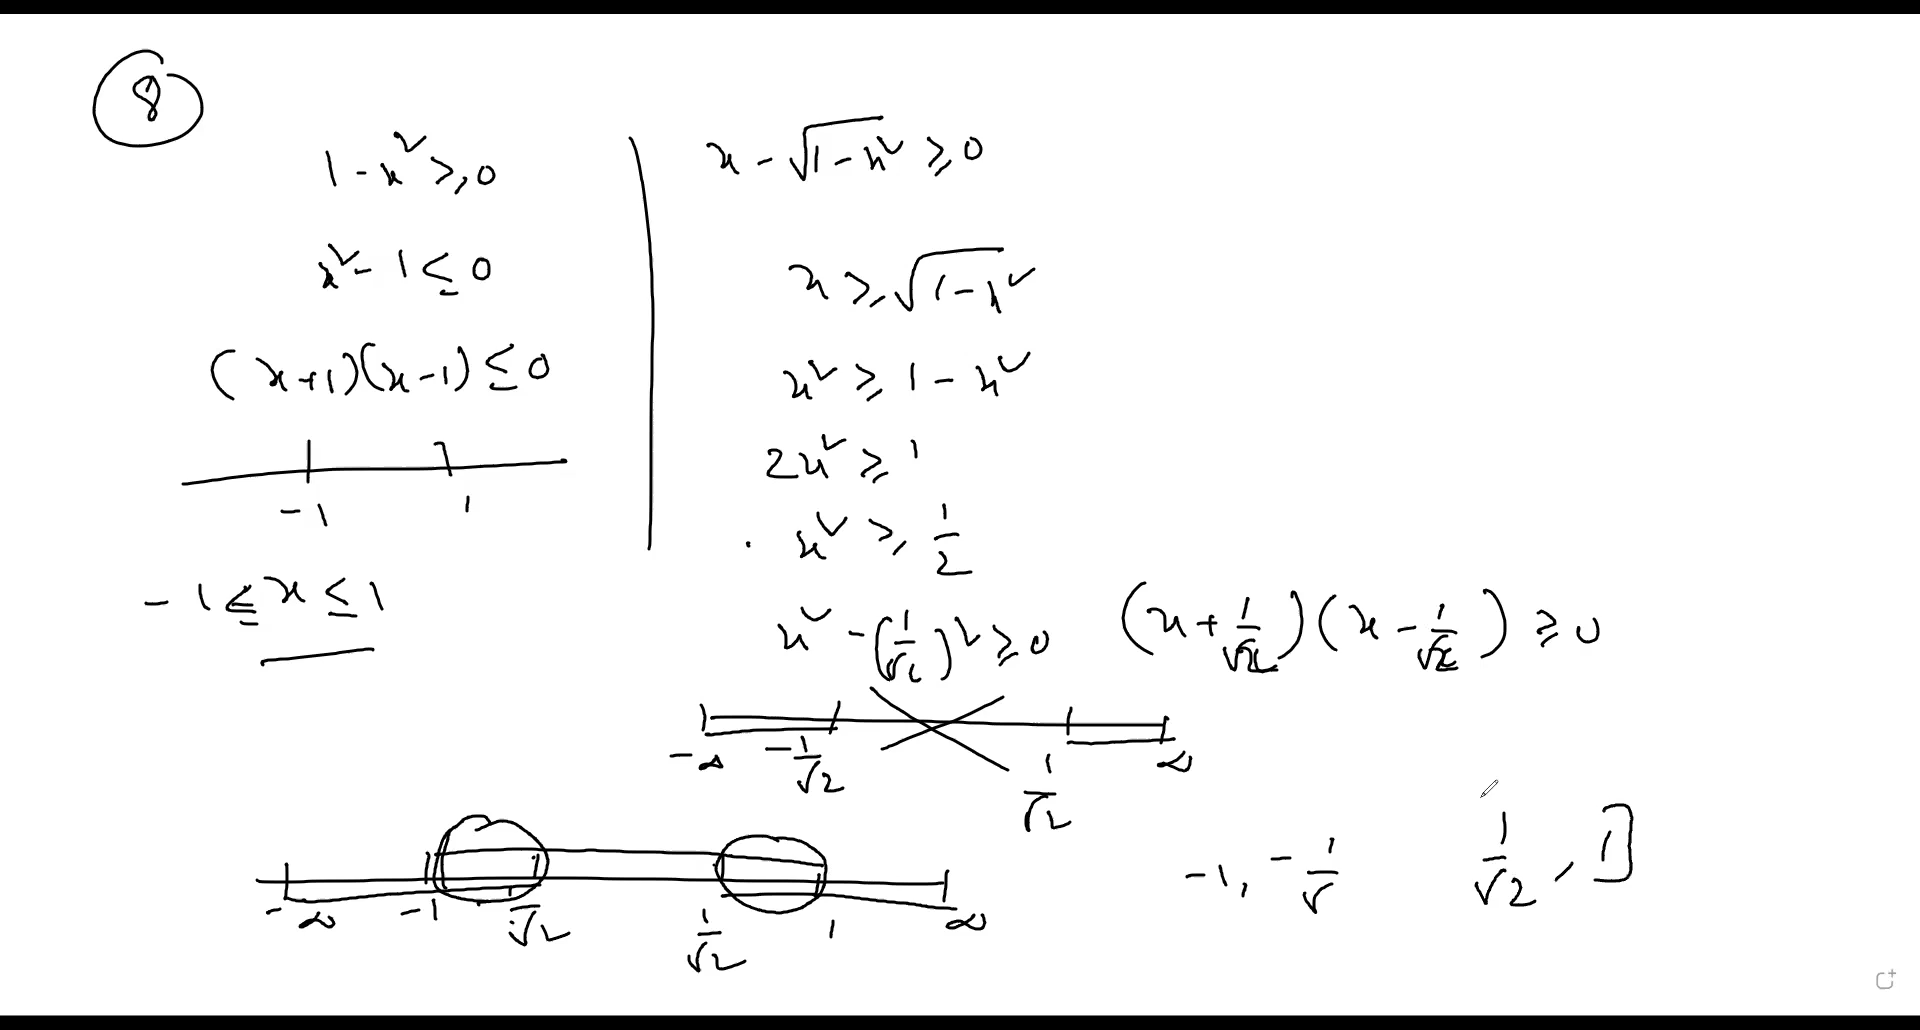 8
1 - x² ≥ 0
x² - 1 ≤ 0
(x+1)(x-1) ≤ 0
-1 1
-1 ≤ x ≤ 1
x - √1-x² ≥ 0
x ≥ √1-x²
x² ≥ 1 - x²
2x² ≥ 1
x² ≥ 1/2
x² - (1/√2)² ≥ 0 (x + 1/√2)(x - 1/√2) ≥ 0
-∞ -1/√2 1/√2 ∞
-∞ -1 -1/√2 1/√2 1 ∞
-1, -1/√ 1/√2, 1]